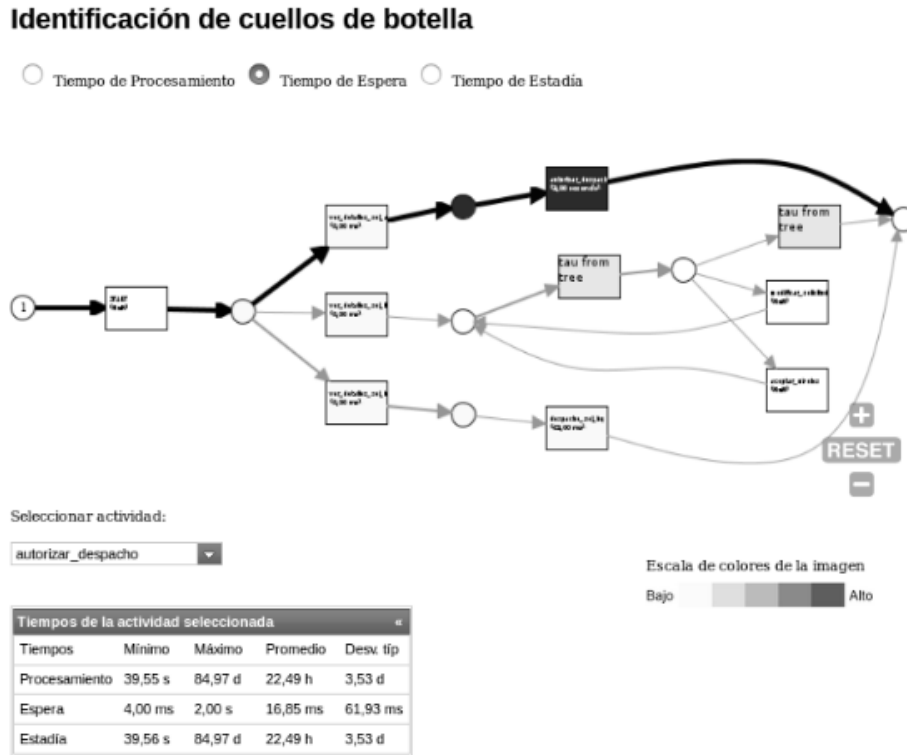 Identificación de cuellos de botella
Tiempo de Procesamiento Tiempo de Espera Tiempo de Estadía
tau from
tree
tau from
tree
1
START
RESET
Seleccionar actividad:
autorizar_despacho
Escala de colores de la imagen
Bajo Alto
Tiempos de la actividad seleccionada «
Tiempos Mínimo Máximo Promedio Desv. típ
Procesamiento 39,55 s 84,97 d 22,49 h 3,53 d
Espera 4,00 ms 2,00 s 16,85 ms 61,93 ms
Estadía 39,56 s 84,97 d 22,49 h 3,53 d